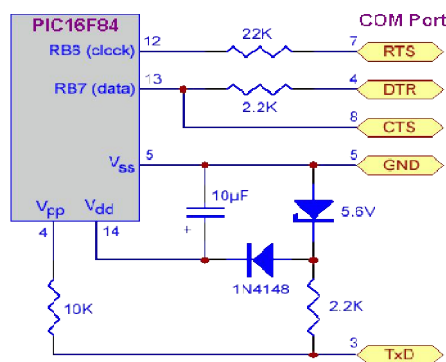 PIC16F84
COM Port
RB6 (clock) 12 22K 7 RTS
RB7 (data) 13 2.2K 4 DTR
8 CTS
Vss 5 5 GND
10µF 5.6V
+
Vpp Vdd
4 14
1N4148
10K 2.2K
3 TxD